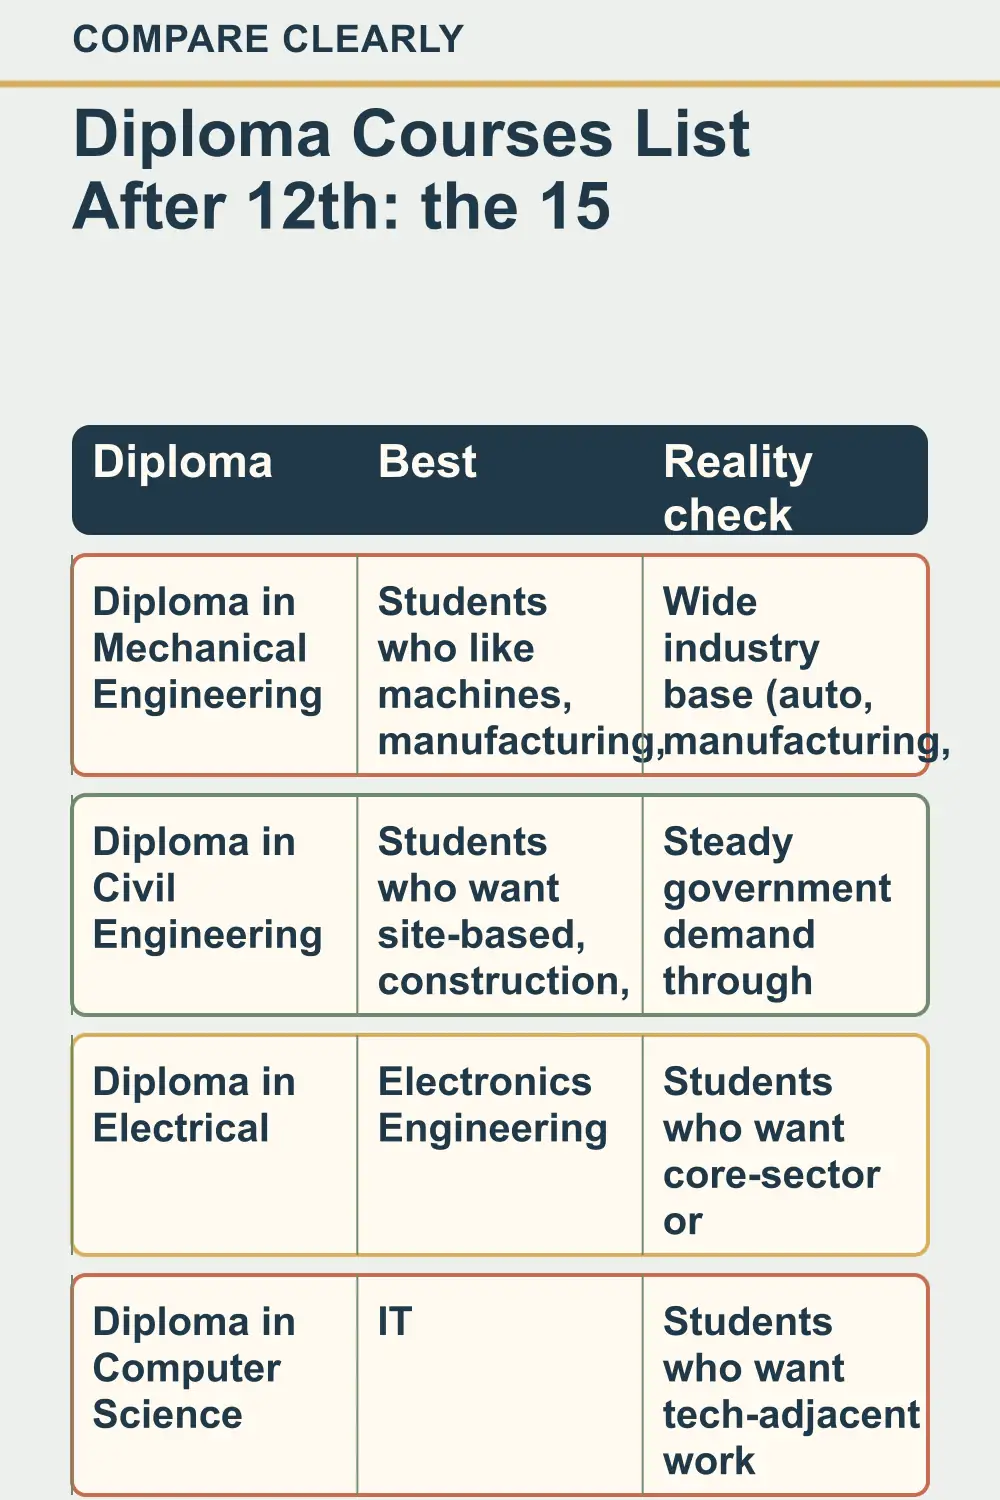 COMPARE CLEARLY
Diploma Courses List
After 12th: the 15
Diploma
Best
Reality
check
Diploma in
Mechanical
Engineering
Students
who like
machines,
manufacturing,
Wide
industry
base (auto,
manufacturing,
Diploma in
Civil
Engineering
Students
who want
site-based,
construction,
Steady
government
demand
through
Diploma in
Electrical
Electronics
Engineering
Students
who want
core-sector
or
Diploma in
Computer
Science
IT
Students
who want
tech-adjacent
work